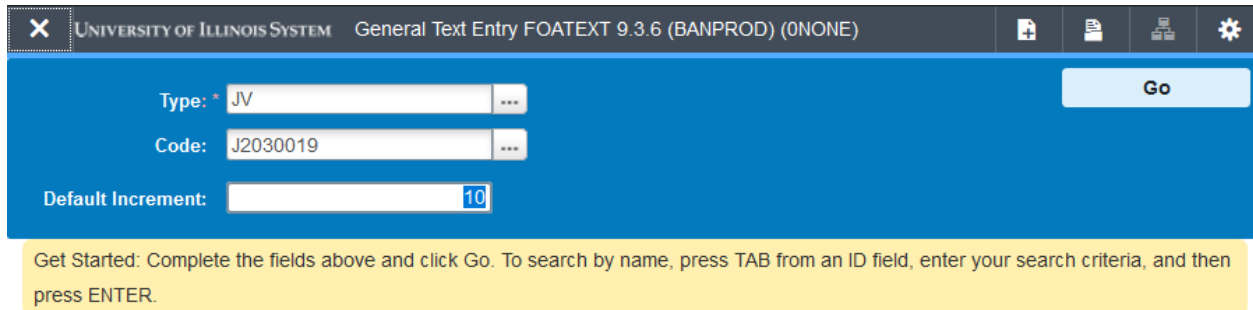 UNIVERSITY OF ILLINOIS SYSTEM General Text Entry FOATEXT 9.3.6 (BANPROD) (0NONE)
Type: * JV ... Go
Code: J2030019 ...
Default Increment: 10
Get Started: Complete the fields above and click Go. To search by name, press TAB from an ID field, enter your search criteria, and then
press ENTER.